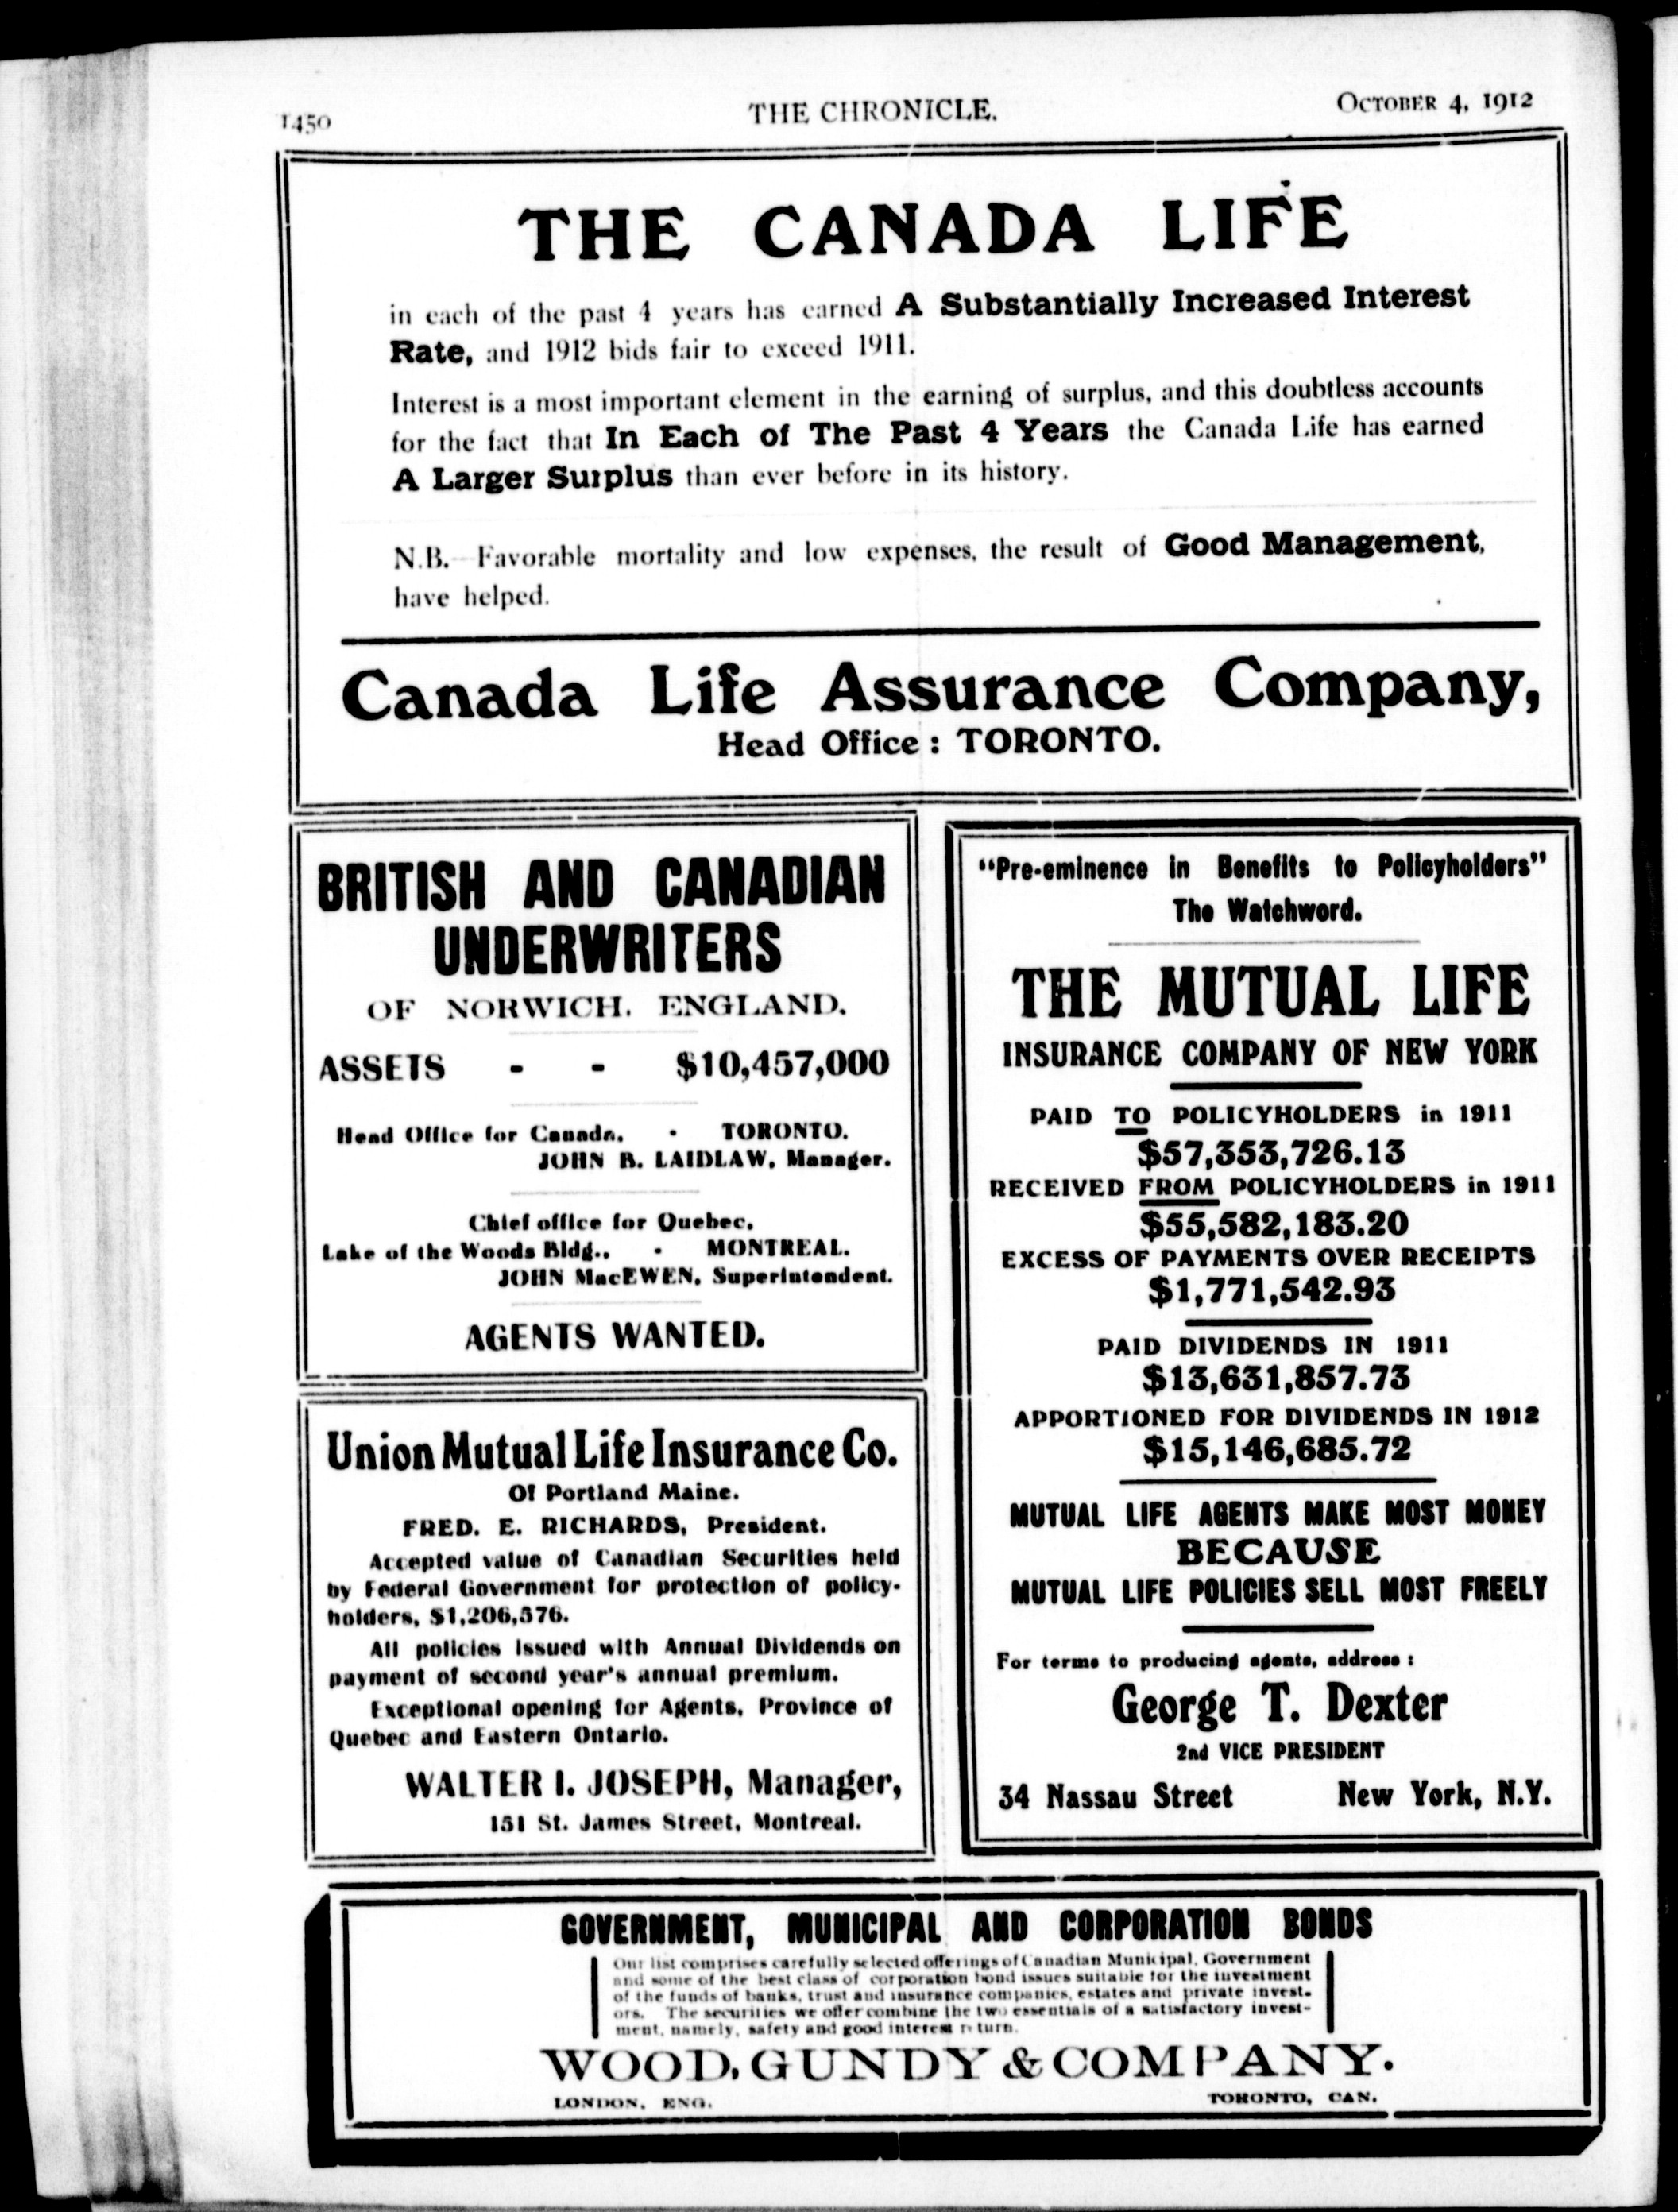 1450
THE CHRONICLE.
OCTOBER 4, 1912
THE CANADA LIFE
in each of the past 4 years has earned A Substantially Increased Interest
Rate, and 1912 bids fair to exceed 1911.
Interest is a most important element in the earning of surplus, and this doubtless accounts
for the fact that In Each of The Past 4 Years the Canada Life has earned
A Larger Surplus than ever before in its history.
N.B.—Favorable mortality and low expenses, the result of Good Management,
have helped.
Canada Life Assurance Company,
Head Office : TORONTO.
BRITISH AND CANADIAN
UNDERWRITERS
OF NORWICH, ENGLAND.
ASSETS - - $10,457,000
Head Office for Canada, - TORONTO.
JOHN B. LAIDLAW, Manager.
Chief office for Quebec,
Lake of the Woods Bldg., - MONTREAL.
JOHN MacEWEN, Superintendent.
AGENTS WANTED.
Union Mutual Life Insurance Co.
Of Portland Maine.
FRED. E. RICHARDS, President.
Accepted value of Canadian Securities held
by Federal Government for protection of policy-
holders, $1,206,576.
All policies issued with Annual Dividends on
payment of second year's annual premium.
Exceptional opening for Agents, Province of
Quebec and Eastern Ontario.
WALTER I. JOSEPH, Manager,
151 St. James Street, Montreal.
"Pre-eminence in Benefits to Policyholders"
The Watchword.
THE MUTUAL LIFE
INSURANCE COMPANY OF NEW YORK
PAID TO POLICYHOLDERS in 1911
$57,353,726.13
RECEIVED FROM POLICYHOLDERS in 1911
$55,582,183.20
EXCESS OF PAYMENTS OVER RECEIPTS
$1,771,542.93
PAID DIVIDENDS IN 1911
$13,631,857.73
APPORTIONED FOR DIVIDENDS IN 1912
$15,146,685.72
MUTUAL LIFE AGENTS MAKE MOST MONEY
BECAUSE
MUTUAL LIFE POLICIES SELL MOST FREELY
For terms to producing agents, address :
George T. Dexter
2nd VICE PRESIDENT
34 Nassau Street New York, N.Y.
GOVERNMENT, MUNICIPAL AND CORPORATION BONDS
Our list comprises carefully selected offerings of Canadian Municipal, Government
and some of the best class of corporation bond issues suitable for the investment
of the funds of banks, trust and insurance companies, estates and private invest-
ors. The securities we offer combine the two essentials of a satisfactory invest-
ment, namely, safety and good interest return.
WOOD, GUNDY & COMPANY.
LONDON, ENG. TORONTO, CAN.